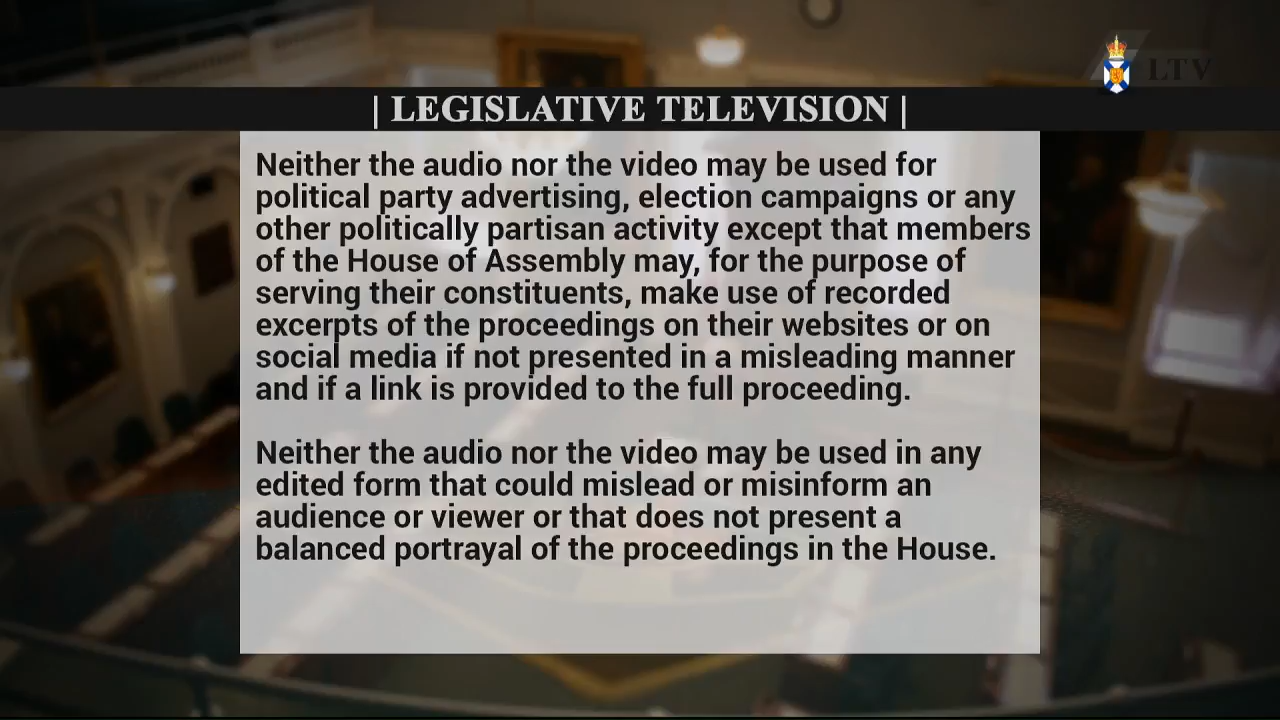 LTV
| LEGISLATIVE TELEVISION |
Neither the audio nor the video may be used for
political party advertising, election campaigns or any
other politically partisan activity except that members
of the House of Assembly may, for the purpose of
serving their constituents, make use of recorded
excerpts of the proceedings on their websites or on
social media if not presented in a misleading manner
and if a link is provided to the full proceeding.
Neither the audio nor the video may be used in any
edited form that could mislead or misinform an
audience or viewer or that does not present a
balanced portrayal of the proceedings in the House.